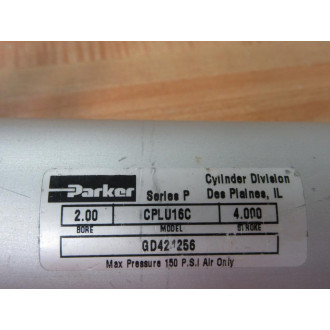 Parker Series P Cylinder Division
Des Plaines, IL
2.00 CPLU16C 4.000
BORE MODEL STROKE
GD424256
Max Pressure 150 P.S.I Air Only